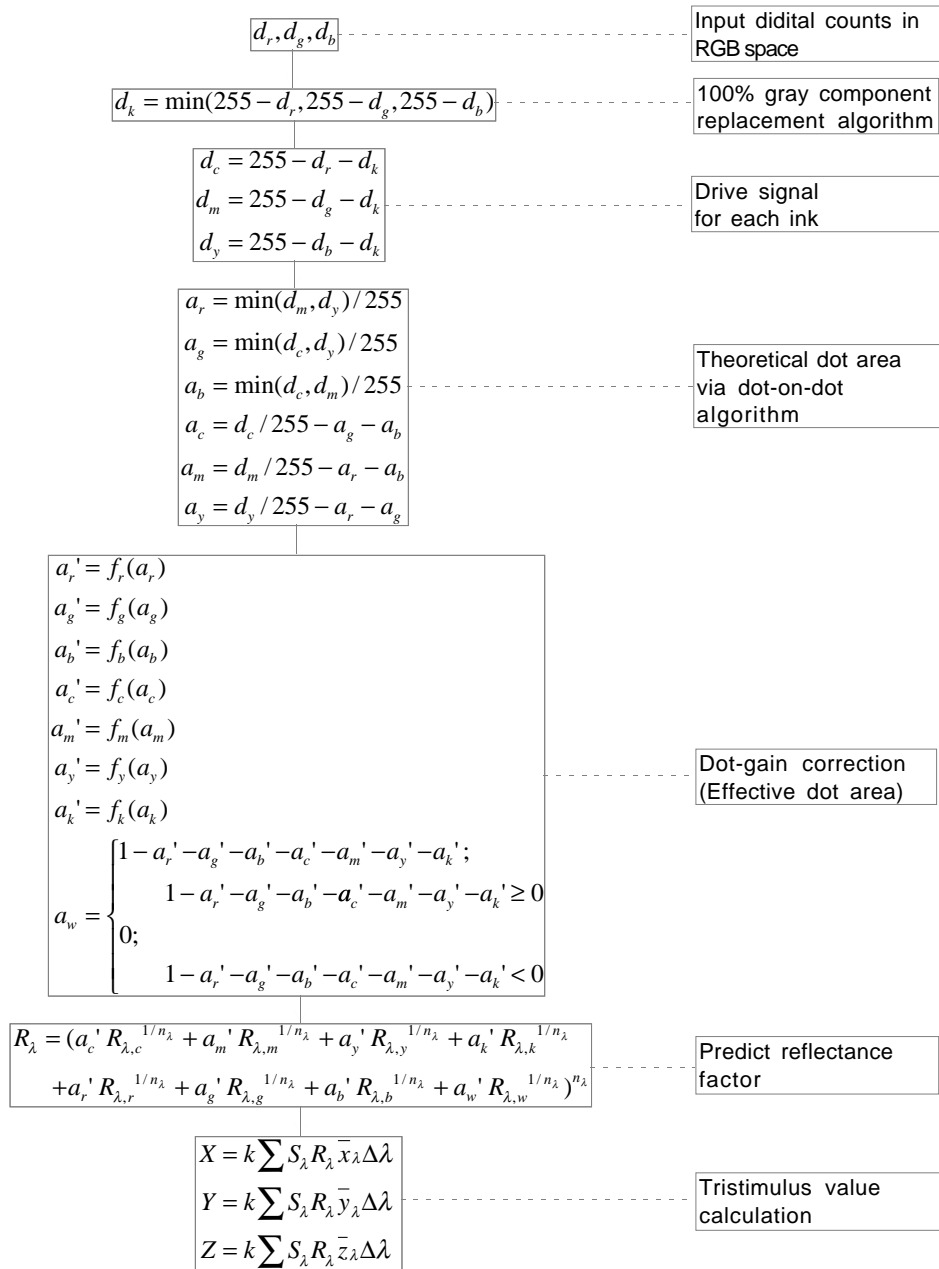 d_r, d_g, d_b
Input didital counts in
RGB space
d_k = min(255 − d_r, 255 − d_g, 255 − d_b)
100% gray component
replacement algorithm
d_c = 255 − d_r − d_k
d_m = 255 − d_g − d_k
d_y = 255 − d_b − d_k
Drive signal
for each ink
a_r = min(d_m, d_y) / 255
a_g = min(d_c, d_y) / 255
a_b = min(d_c, d_m) / 255
a_c = d_c / 255 − a_g − a_b
a_m = d_m / 255 − a_r − a_b
a_y = d_y / 255 − a_r − a_g
Theoretical dot area
via dot-on-dot
algorithm
a_r' = f_r(a_r)
a_g' = f_g(a_g)
a_b' = f_b(a_b)
a_c' = f_c(a_c)
a_m' = f_m(a_m)
a_y' = f_y(a_y)
a_k' = f_k(a_k)
a_w = { 1 − a_r' − a_g' − a_b' − a_c' − a_m' − a_y' − a_k';
1 − a_r' − a_g' − a_b' − a_c' − a_m' − a_y' − a_k' ≥ 0
0;
1 − a_r' − a_g' − a_b' − a_c' − a_m' − a_y' − a_k' < 0
Dot-gain correction
(Effective dot area)
R_λ = (a_c' R_{λ,c}^{1/n_λ} + a_m' R_{λ,m}^{1/n_λ} + a_y' R_{λ,y}^{1/n_λ} + a_k' R_{λ,k}^{1/n_λ}
+ a_r' R_{λ,r}^{1/n_λ} + a_g' R_{λ,g}^{1/n_λ} + a_b' R_{λ,b}^{1/n_λ} + a_w' R_{λ,w}^{1/n_λ})^{n_λ}
Predict reflectance
factor
X = k∑ S_λ R_λ x̄_λ Δλ
Y = k∑ S_λ R_λ ȳ_λ Δλ
Z = k∑ S_λ R_λ z̄_λ Δλ
Tristimulus value
calculation